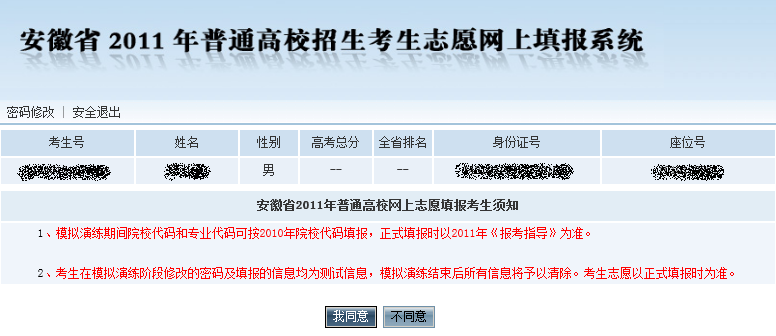 安徽省 2011 年普通高校招生考生志愿网上填报系统
密码修改 | 安全退出
考生号 姓名 性别 高考总分 全省排名 身份证号 座位号
男 -- --
安徽省2011年普通高校网上志愿填报考生须知
1、模拟演练期间院校代码和专业代码可按2010年院校代码填报，正式填报时以2011年《报考指导》为准。
2、考生在模拟演练阶段修改的密码及填报的信息均为测试信息，模拟演练结束后所有信息将予以清除。考生志愿以正式填报时为准。
我同意 不同意